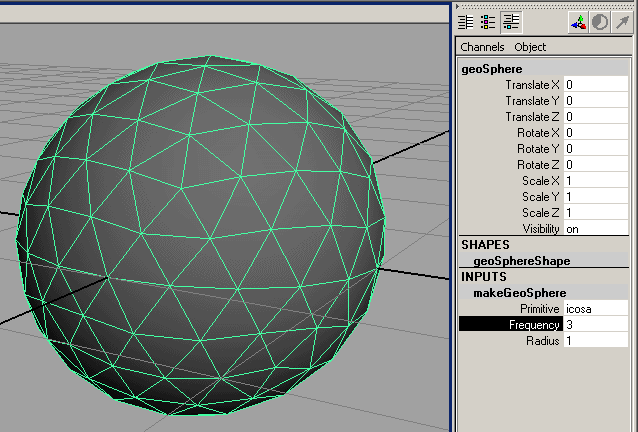 Channels Object
geoSphere
Translate X 0
Translate Y 0
Translate Z 0
Rotate X 0
Rotate Y 0
Rotate Z 0
Scale X 1
Scale Y 1
Scale Z 1
Visibility on
SHAPES
geoSphereShape
INPUTS
makeGeoSphere
Primitive icosa
Frequency 3
Radius 1